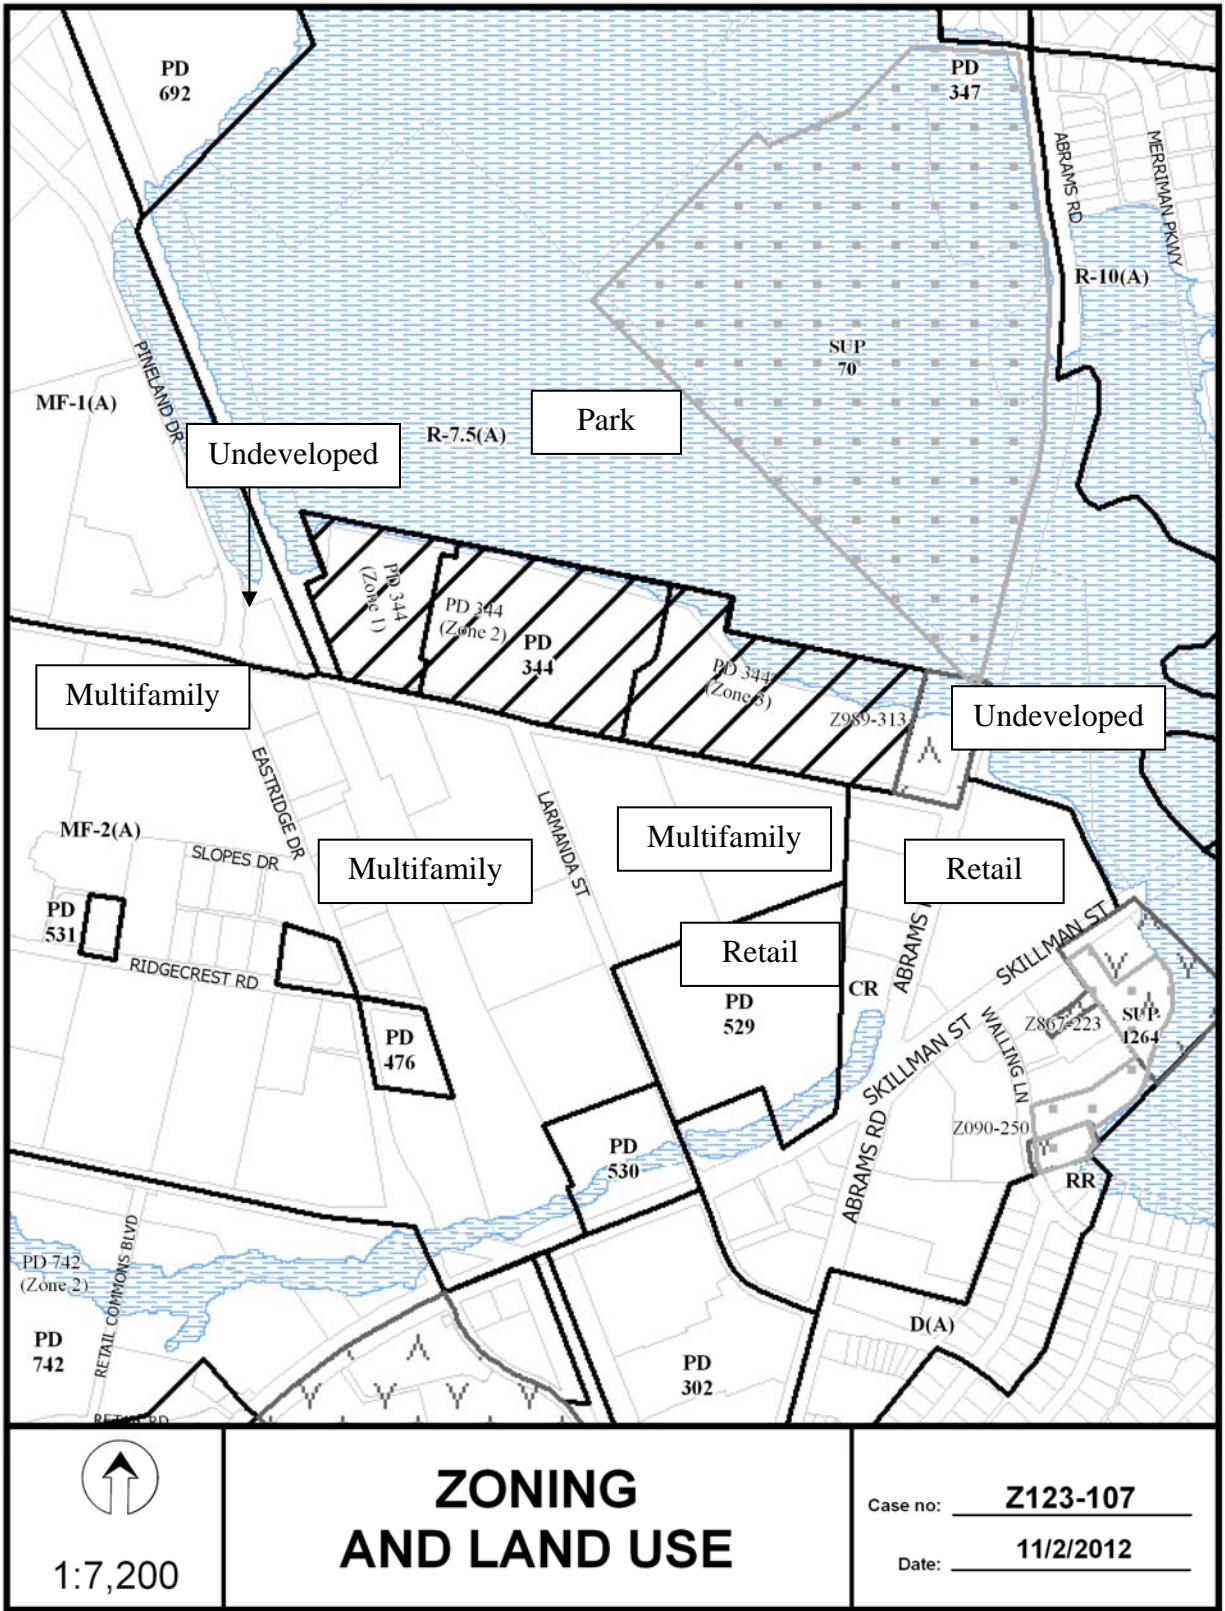 PD
692
PD
347
ABRAMS RD
MERRIMAN PKWY
R-10(A)
SUP
70
PINELAND DR
MF-1(A)
Park
R-7.5(A)
Undeveloped
PD 344
(Zone 1)
PD 344
(Zone 2)
PD
344
PD 344
(Zone 3)
Z989-313
Multifamily
Undeveloped
EASTRIDGE DR
LARMANDA ST
MF-2(A)
SLOPES DR
Multifamily
Multifamily
Retail
PD
531
RIDGECREST RD
Retail
PD
529
CR
ABRAMS
SKILLMAN ST
Z867-223
SUP
1264
WALLING LN
SKILLMAN ST
PD
476
Z090-250
PD
530
ABRAMS RD
RR
PD 742
(Zone 2)
RETAIL COMMONS BLVD
PD
742
D(A)
PD
302
1:7,200
ZONING
AND LAND USE
Case no: Z123-107
Date: 11/2/2012